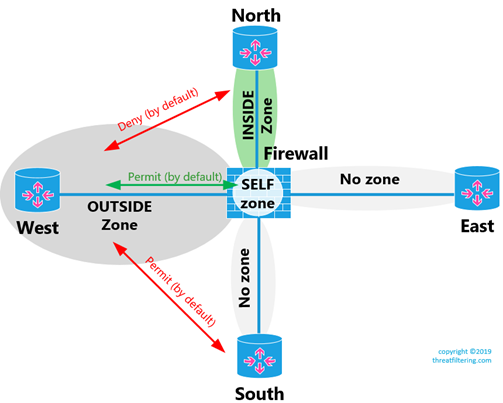 North
Deny (by default)
INSIDE
Zone
Firewall
Permit (by default)
SELF
zone
No zone
West
OUTSIDE
Zone
East
Permit (by default)
No zone
South
copyright ©2019
threatfiltering.com